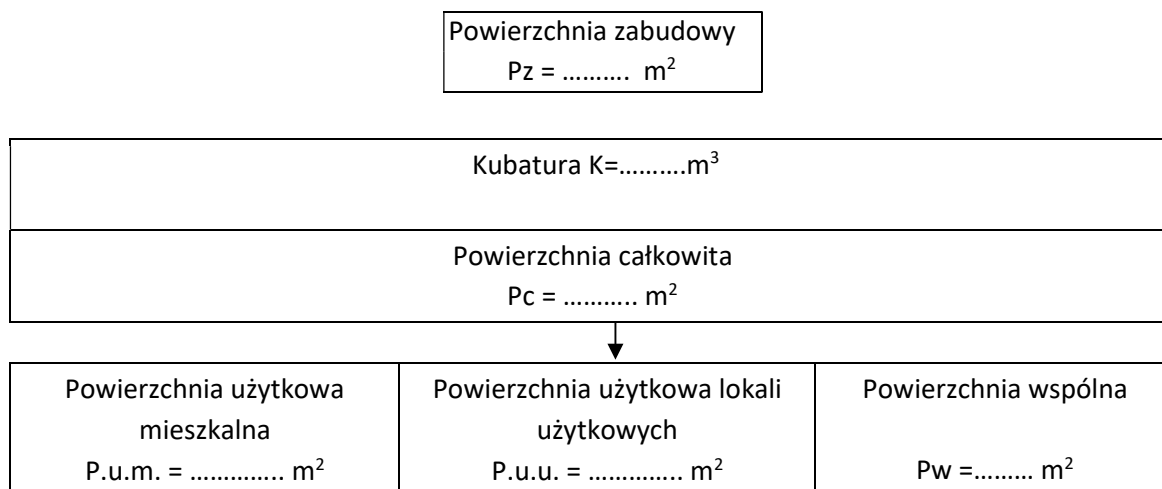 Powierzchnia zabudowy
Pz = ………. m²
Kubatura K=……….m³
Powierzchnia całkowita
Pc = ……….. m²
Powierzchnia użytkowa
mieszkalna
P.u.m. = ………….. m²
Powierzchnia użytkowa lokali
użytkowych
P.u.u. = ………….. m²
Powierzchnia wspólna
Pw =……… m²